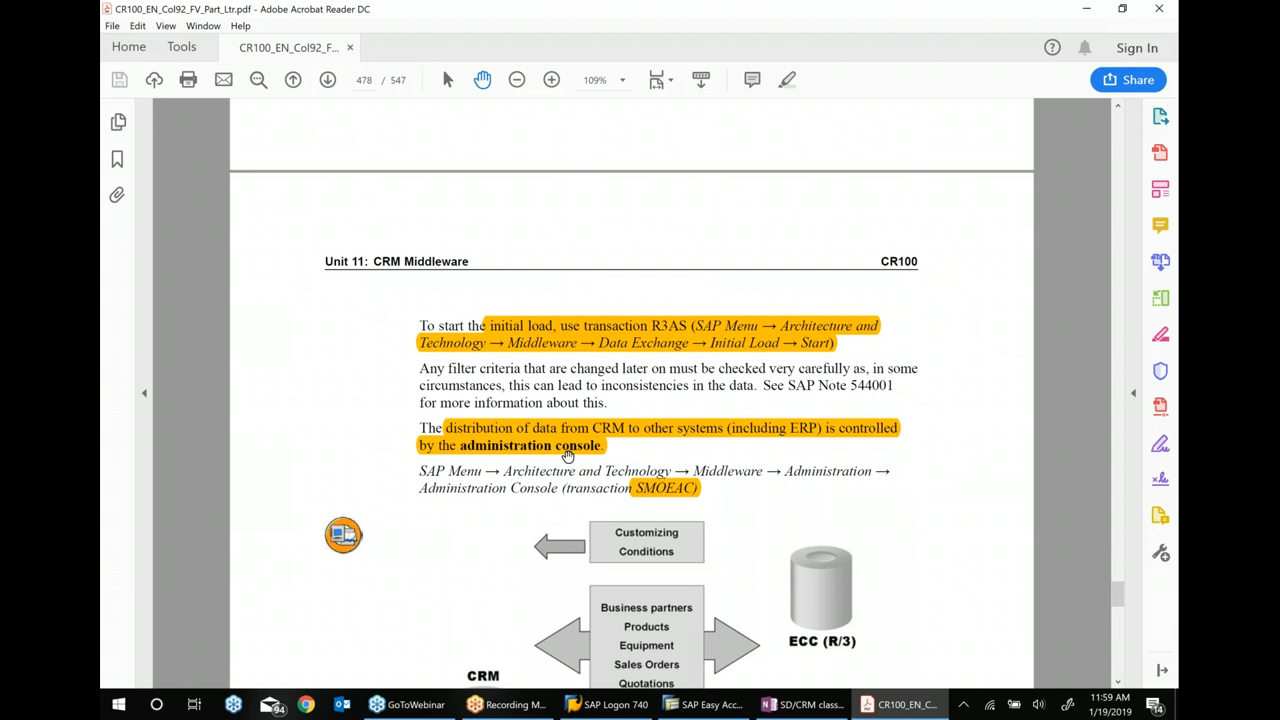 CR100_EN_Col92_FV_Part_Ltr.pdf - Adobe Acrobat Reader DC
File Edit View Window Help
Home Tools CR100_EN_Col92_F... × Sign In
478 / 547 109% Share
Unit 11: CRM Middleware CR100
To start the initial load, use transaction R3AS (SAP Menu → Architecture and
Technology → Middleware → Data Exchange → Initial Load → Start)
Any filter criteria that are changed later on must be checked very carefully as, in some
circumstances, this can lead to inconsistencies in the data. See SAP Note 544001
for more information about this.
The distribution of data from CRM to other systems (including ERP) is controlled
by the administration console.
SAP Menu → Architecture and Technology → Middleware → Administration →
Administration Console (transaction SMOEAC)
Customizing
Conditions
Business partners
Products
Equipment
Sales Orders
Quotations
ECC (R/3)
CRM
94 GoToWebinar Recording M... SAP Logon 740 SAP Easy Acc... SD/CRM class... CR100_EN_C... 11:59 AM
1/19/2019 14